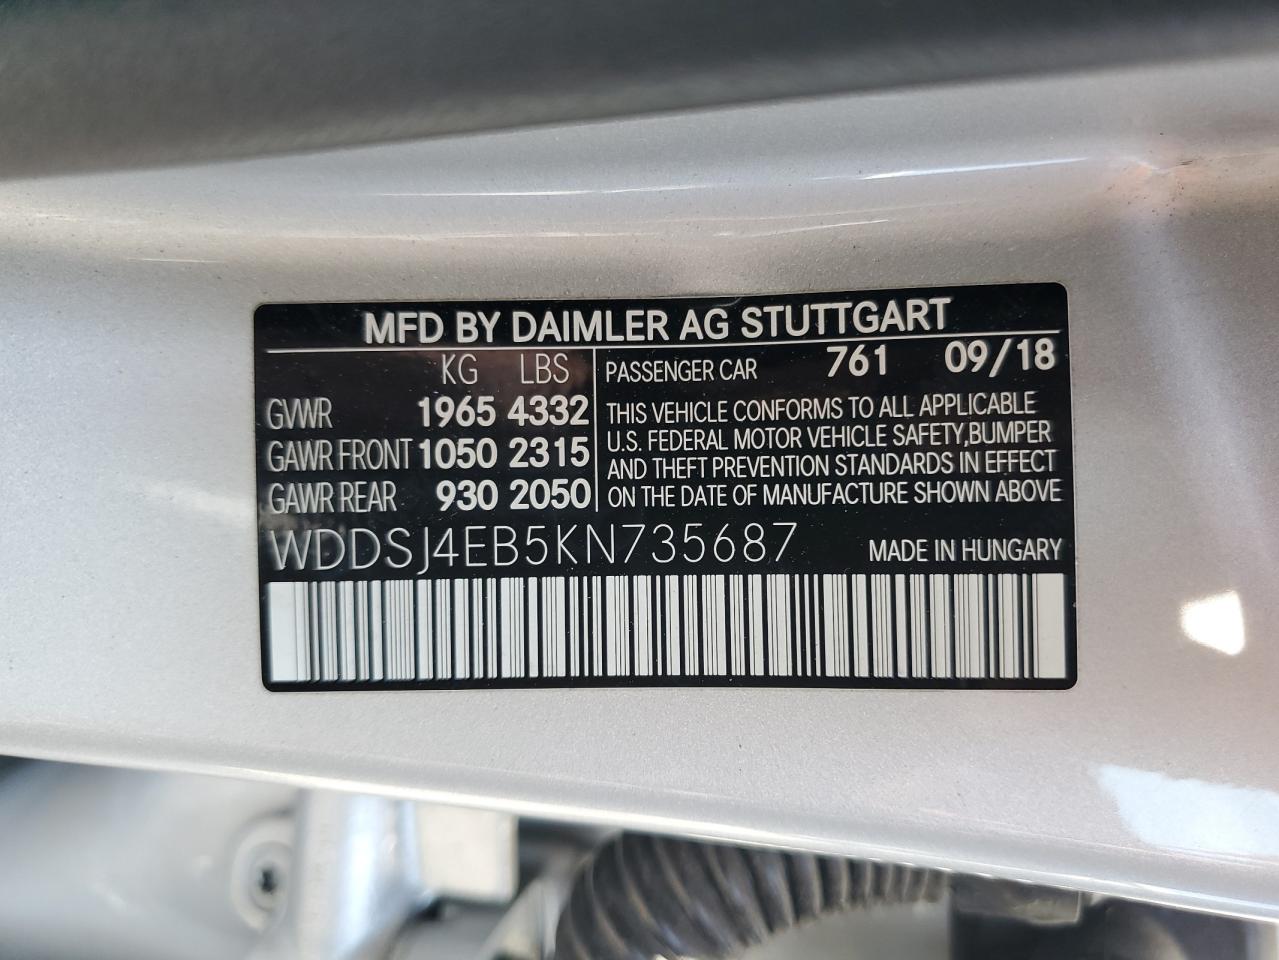 MFD BY DAIMLER AG STUTTGART
KG LBS
GVWR 1965 4332
GAWR FRONT 1050 2315
GAWR REAR 930 2050
PASSENGER CAR 761 09/18
THIS VEHICLE CONFORMS TO ALL APPLICABLE
U.S. FEDERAL MOTOR VEHICLE SAFETY,BUMPER
AND THEFT PREVENTION STANDARDS IN EFFECT
ON THE DATE OF MANUFACTURE SHOWN ABOVE
WDDSJ4EB5KN735687 MADE IN HUNGARY